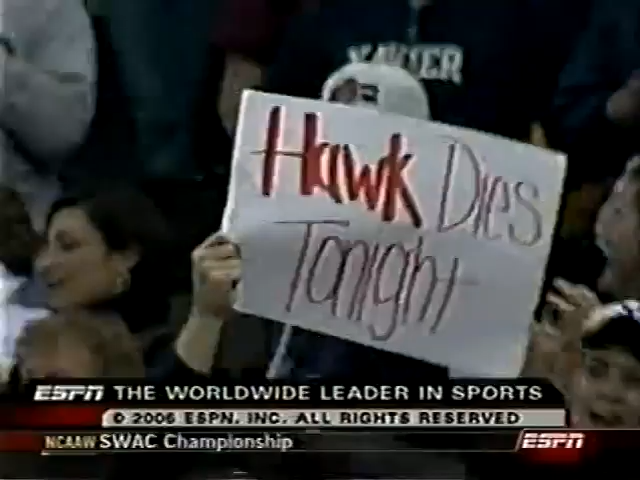 XAVIER
Hawk Dies
Tonight
ESPN THE WORLDWIDE LEADER IN SPORTS
© 2006 ESPN, INC. ALL RIGHTS RESERVED
NCAAW SWAC Championship ESPN